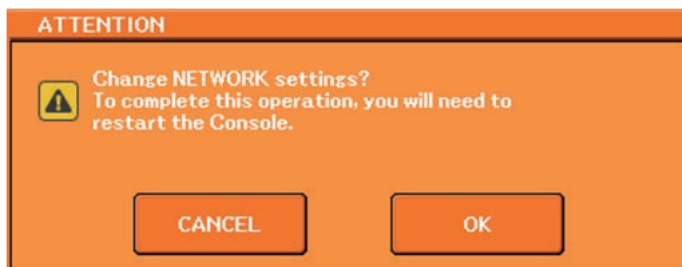 ATTENTION
Change NETWORK settings?
To complete this operation, you will need to
restart the Console.
CANCEL
OK